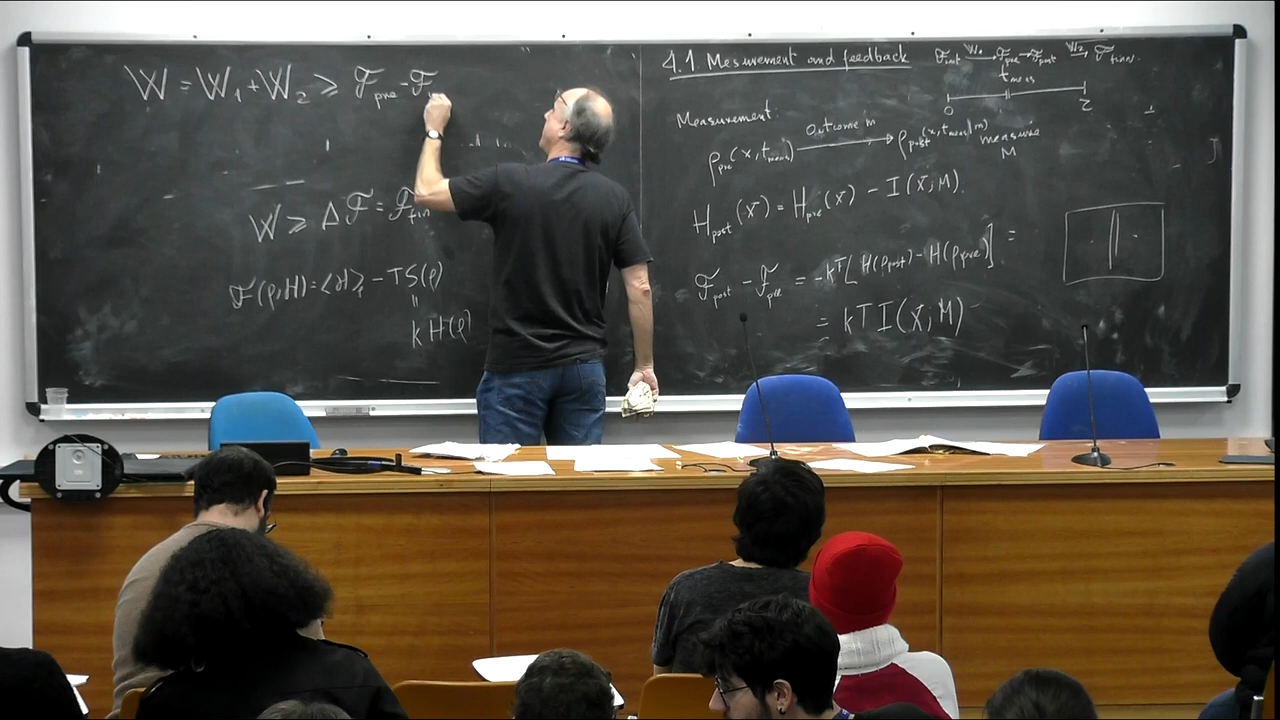 W = W₁ + W₂ ≥ ℱ_pre - ℱ
W ≥ Δℱ = ℱ_fin
ℱ(ρ,H) = <H>_ρ - TS(ρ)
"
kH(ρ)
4.1 Mesurement and feedback
ℱ_init W₁→ ℱ_pre → ℱ_post W₂→ ℱ_final.
t_meas
0 τ
Measurement.
ρ_pre(x,t_meas) outcome m → ρ_post(x,t_meas|m) measure
M
H_post(X) = H_pre(X) - I(X;M).
ℱ_post - ℱ_pre = -kT[H(ρ_post) - H(ρ_pre)] =
= kT I(X;M)